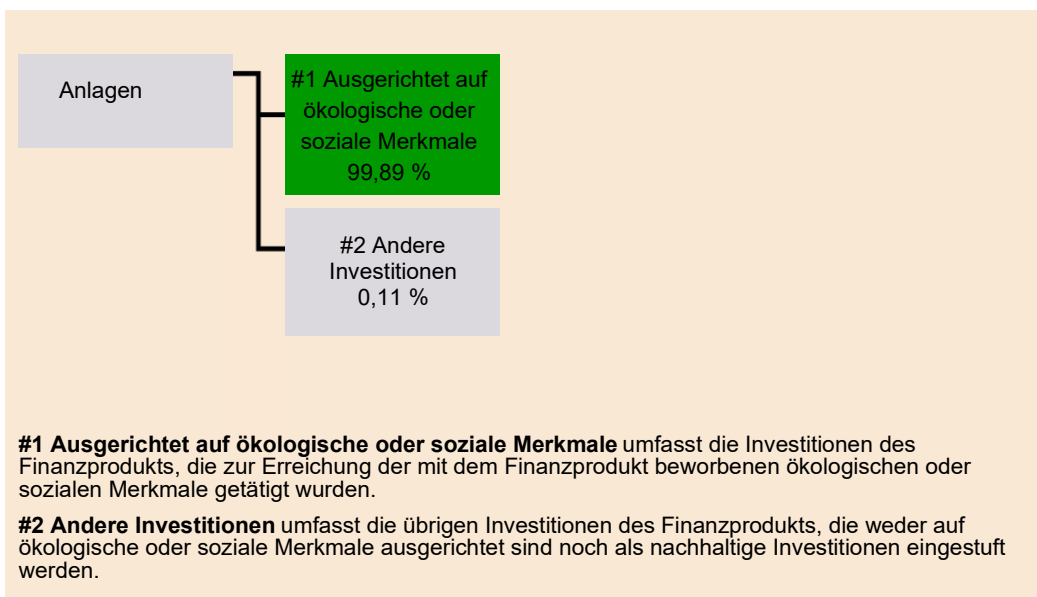 Anlagen
#1 Ausgerichtet auf
ökologische oder
soziale Merkmale
99,89 %
#2 Andere
Investitionen
0,11 %
#1 Ausgerichtet auf ökologische oder soziale Merkmale umfasst die Investitionen des
Finanzprodukts, die zur Erreichung der mit dem Finanzprodukt beworbenen ökologischen oder
sozialen Merkmale getätigt wurden.
#2 Andere Investitionen umfasst die übrigen Investitionen des Finanzprodukts, die weder auf
ökologische oder soziale Merkmale ausgerichtet sind noch als nachhaltige Investitionen eingestuft
werden.